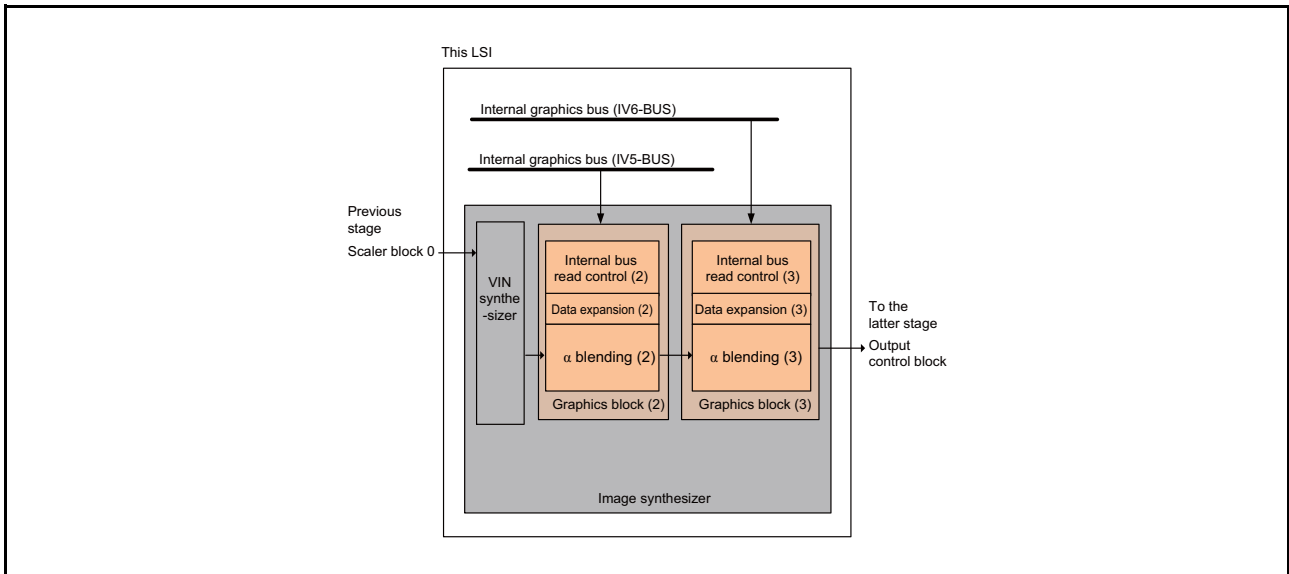 This LSI
Internal graphics bus (IV6-BUS)
Internal graphics bus (IV5-BUS)
Previous
stage
Scaler block 0
VIN
synthe
-sizer
Internal bus
read control (2)
Data expansion (2)
α blending (2)
Graphics block (2)
Internal bus
read control (3)
Data expansion (3)
α blending (3)
Graphics block (3)
To the
latter stage
Output
control block
Image synthesizer